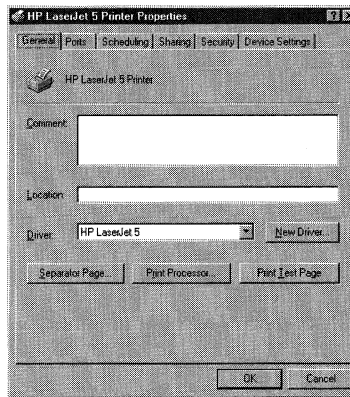 HP LaserJet 5 Printer Properties
General Ports Scheduling Sharing Security Device Settings
HP LaserJet 5 Printer
Comment:
Location:
Driver: HP LaserJet 5 New Driver...
Separator Page... Print Processor... Print Test Page
OK Cancel